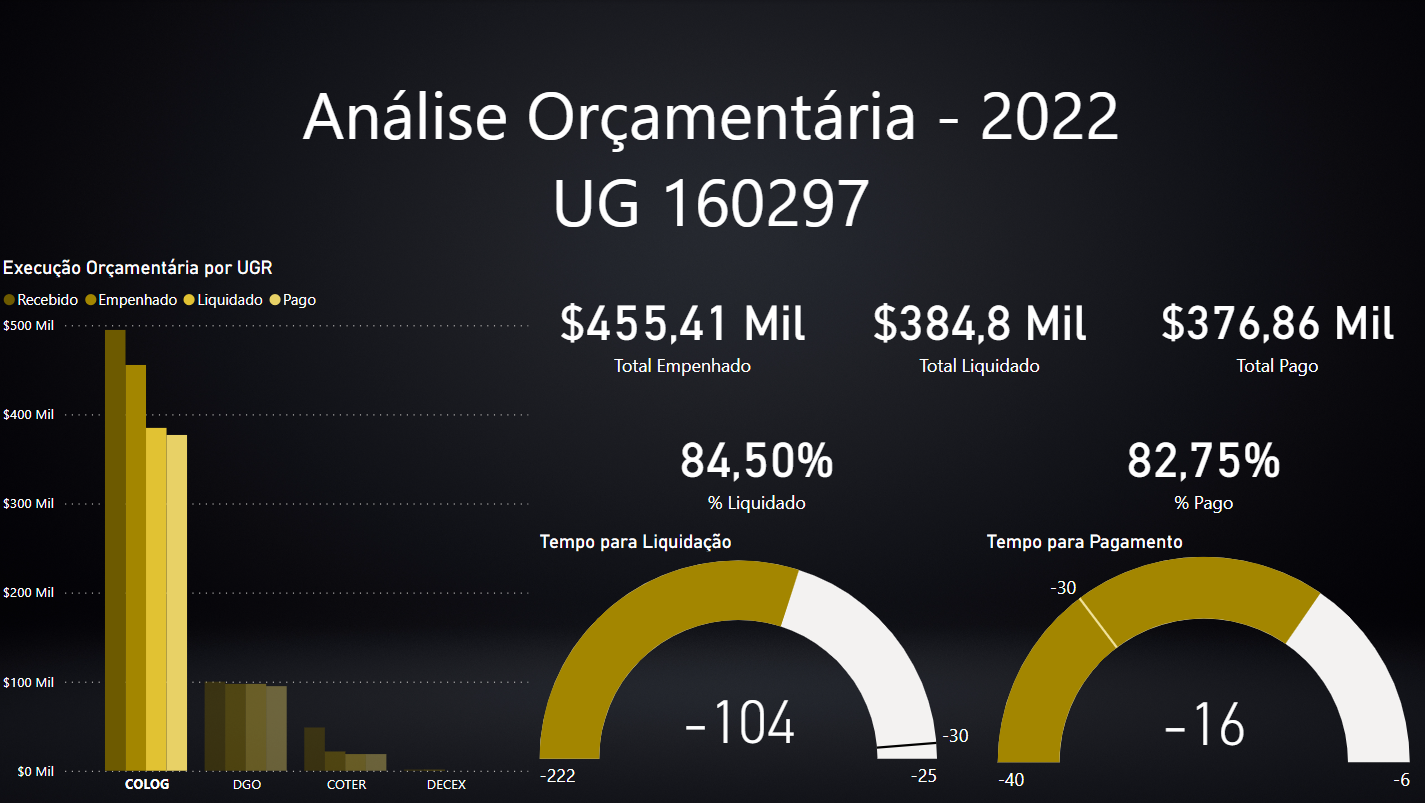 Análise Orçamentária - 2022
UG 160297
Execução Orçamentária por UGR
Recebido Empenhado Liquidado Pago
$500 Mil
$400 Mil
$300 Mil
$200 Mil
$100 Mil
$0 Mil
COLOG DGO COTER DECEX
$455,41 Mil
Total Empenhado
$384,8 Mil
Total Liquidado
$376,86 Mil
Total Pago
84,50%
% Liquidado
82,75%
% Pago
Tempo para Liquidação
-104
-30
-222
-25
Tempo para Pagamento
-30
-16
-40
-6